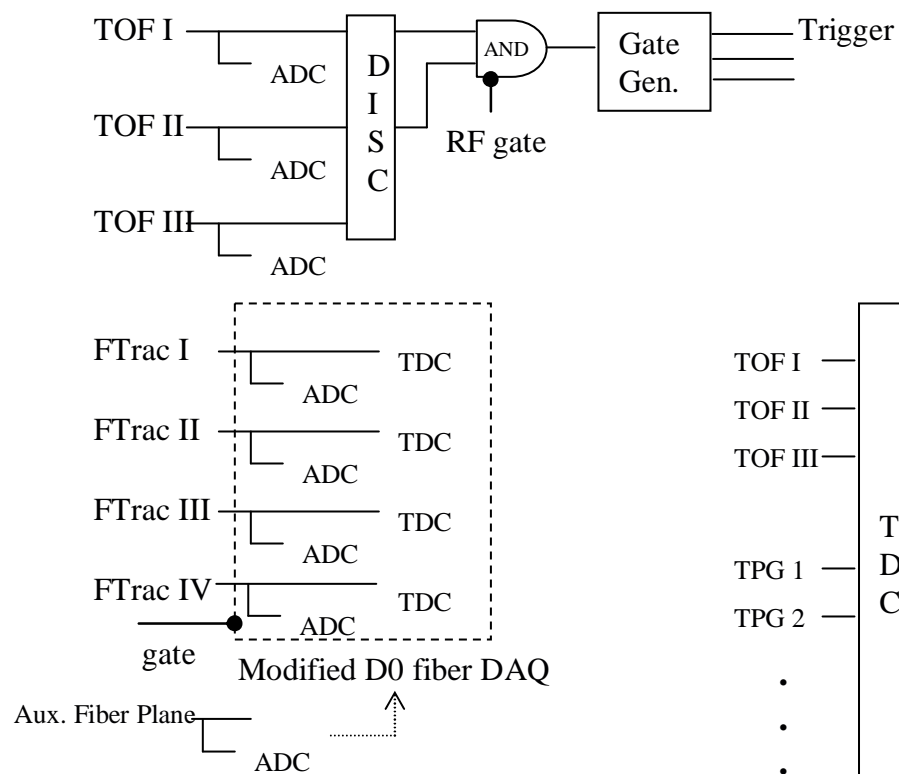 TOF I
ADC
TOF II
ADC
TOF III
ADC
D
I
S
C
AND
RF gate
Gate
Gen.
Trigger
FTrac I
ADC
TDC
FTrac II
ADC
TDC
FTrac III
ADC
TDC
FTrac IV
ADC
TDC
gate
Modified D0 fiber DAQ
Aux. Fiber Plane
ADC
TOF I
TOF II
TOF III
TPG 1
TPG 2
T
D
C